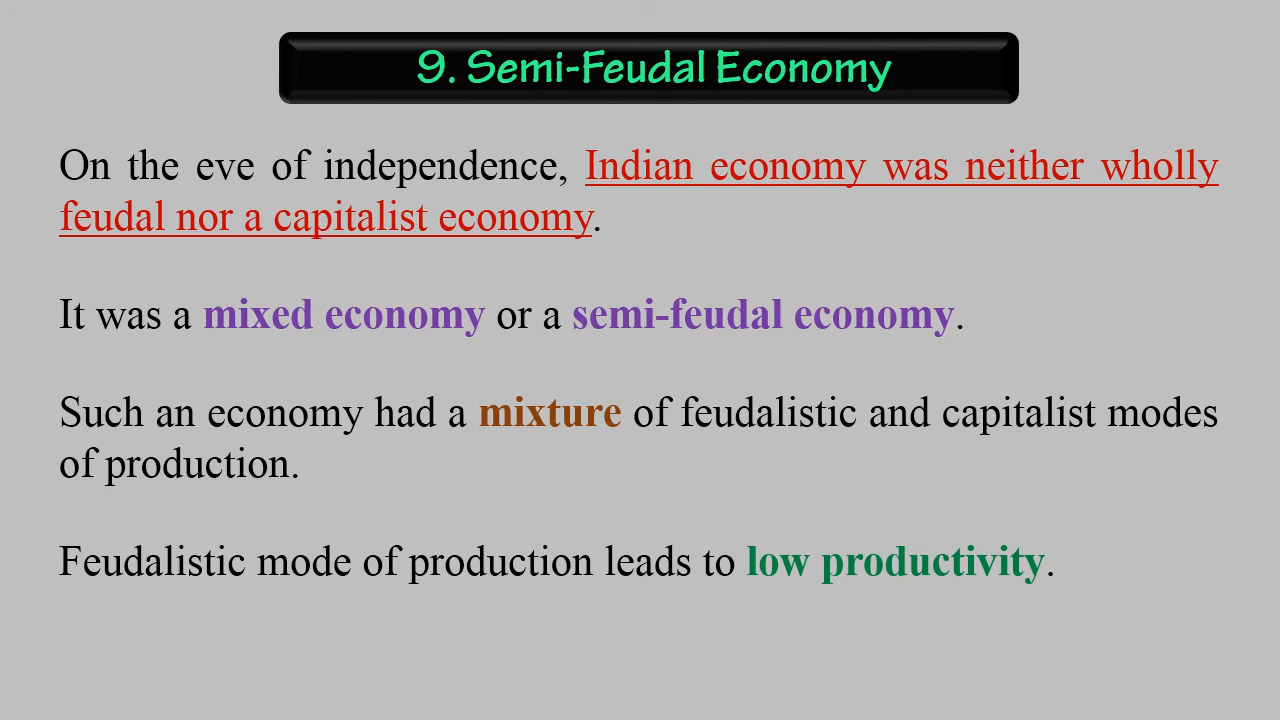 9. Semi-Feudal Economy
On the eve of independence, Indian economy was neither wholly
feudal nor a capitalist economy.
It was a mixed economy or a semi-feudal economy.
Such an economy had a mixture of feudalistic and capitalist modes
of production.
Feudalistic mode of production leads to low productivity.